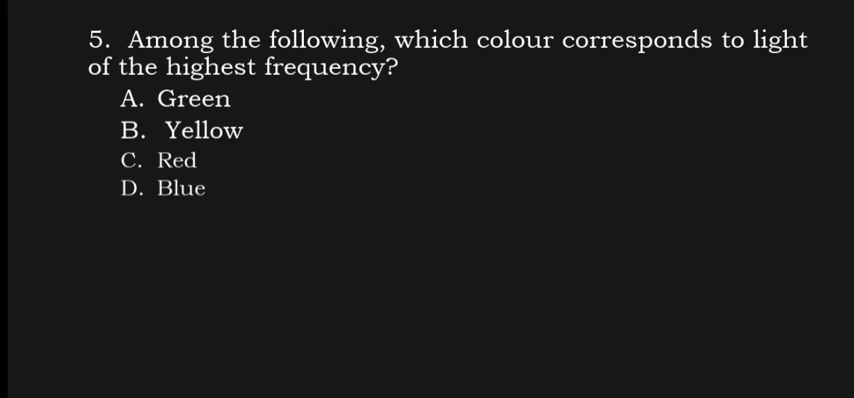 5. Among the following, which colour corresponds to light
of the highest frequency?
A. Green
B. Yellow
C. Red
D. Blue